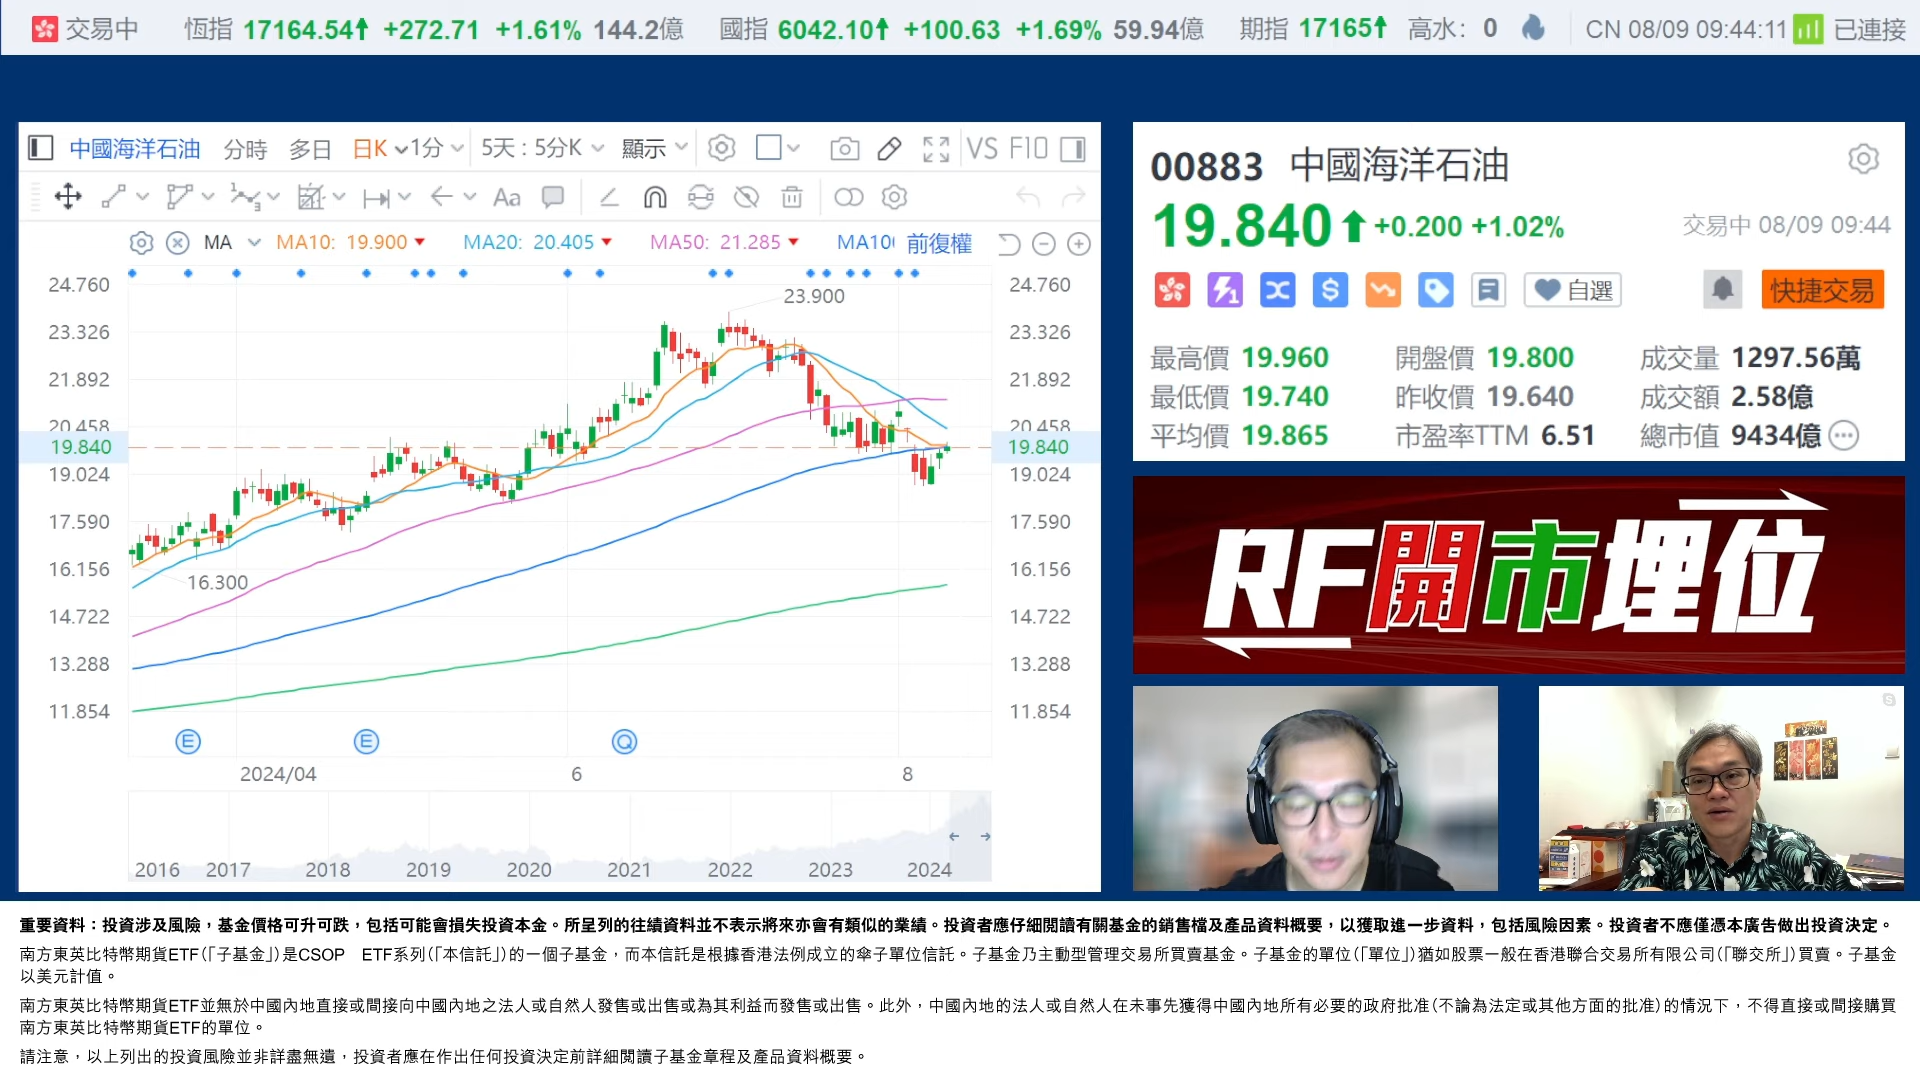 交易中 恆指 17164.54 +272.71 +1.61% 144.2億 國指 6042.10 +100.63 +1.69% 59.94億 期指 17165 高水: 0 CN 08/09 09:44:11 已連接
中國海洋石油 分時 多日 日K 1分 5天 : 5分K 顯示 VS F10
Aa
MA MA10: 19.900 MA20: 20.405 MA50: 21.285 MA10 前復權
24.760 24.760
23.900
23.326 23.326
21.892 21.892
20.458 20.458
19.840 19.840
19.024 19.024
17.590 17.590
16.156 16.156
16.300
14.722 14.722
13.288 13.288
11.854 11.854
E E Q
2024/04 6 8
2016 2017 2018 2019 2020 2021 2022 2023 2024
00883 中國海洋石油
19.840 +0.200 +1.02% 交易中 08/09 09:44
自選 快捷交易
最高價 19.960 開盤價 19.800 成交量 1297.56萬
最低價 19.740 昨收價 19.640 成交額 2.58億
平均價 19.865 市盈率TTM 6.51 總市值 9434億
RF開市埋位
重要資料：投資涉及風險，基金價格可升可跌，包括可能會損失投資本金。所呈列的往績資料並不表示將來亦會有類似的業績。投資者應仔細閱讀有關基金的銷售檔及產品資料概要，以獲取進一步資料，包括風險因素。投資者不應僅憑本廣告做出投資決定。
南方東英比特幣期貨ETF(「子基金」)是CSOP ETF系列(「本信託」)的一個子基金，而本信託是根據香港法例成立的傘子單位信託。子基金乃主動型管理交易所買賣基金。子基金的單位(「單位」)猶如股票一般在香港聯合交易所有限公司(「聯交所」)買賣。子基金
以美元計值。
南方東英比特幣期貨ETF並無於中國內地直接或間接向中國內地之法人或自然人發售或出售或為其利益而發售或出售。此外，中國內地的法人或自然人在未事先獲得中國內地所有必要的政府批准(不論為法定或其他方面的批准)的情況下，不得直接或間接購買
南方東英比特幣期貨ETF的單位。
請注意，以上列出的投資風險並非詳盡無遺，投資者應在作出任何投資決定前詳細閱讀子基金章程及產品資料概要。